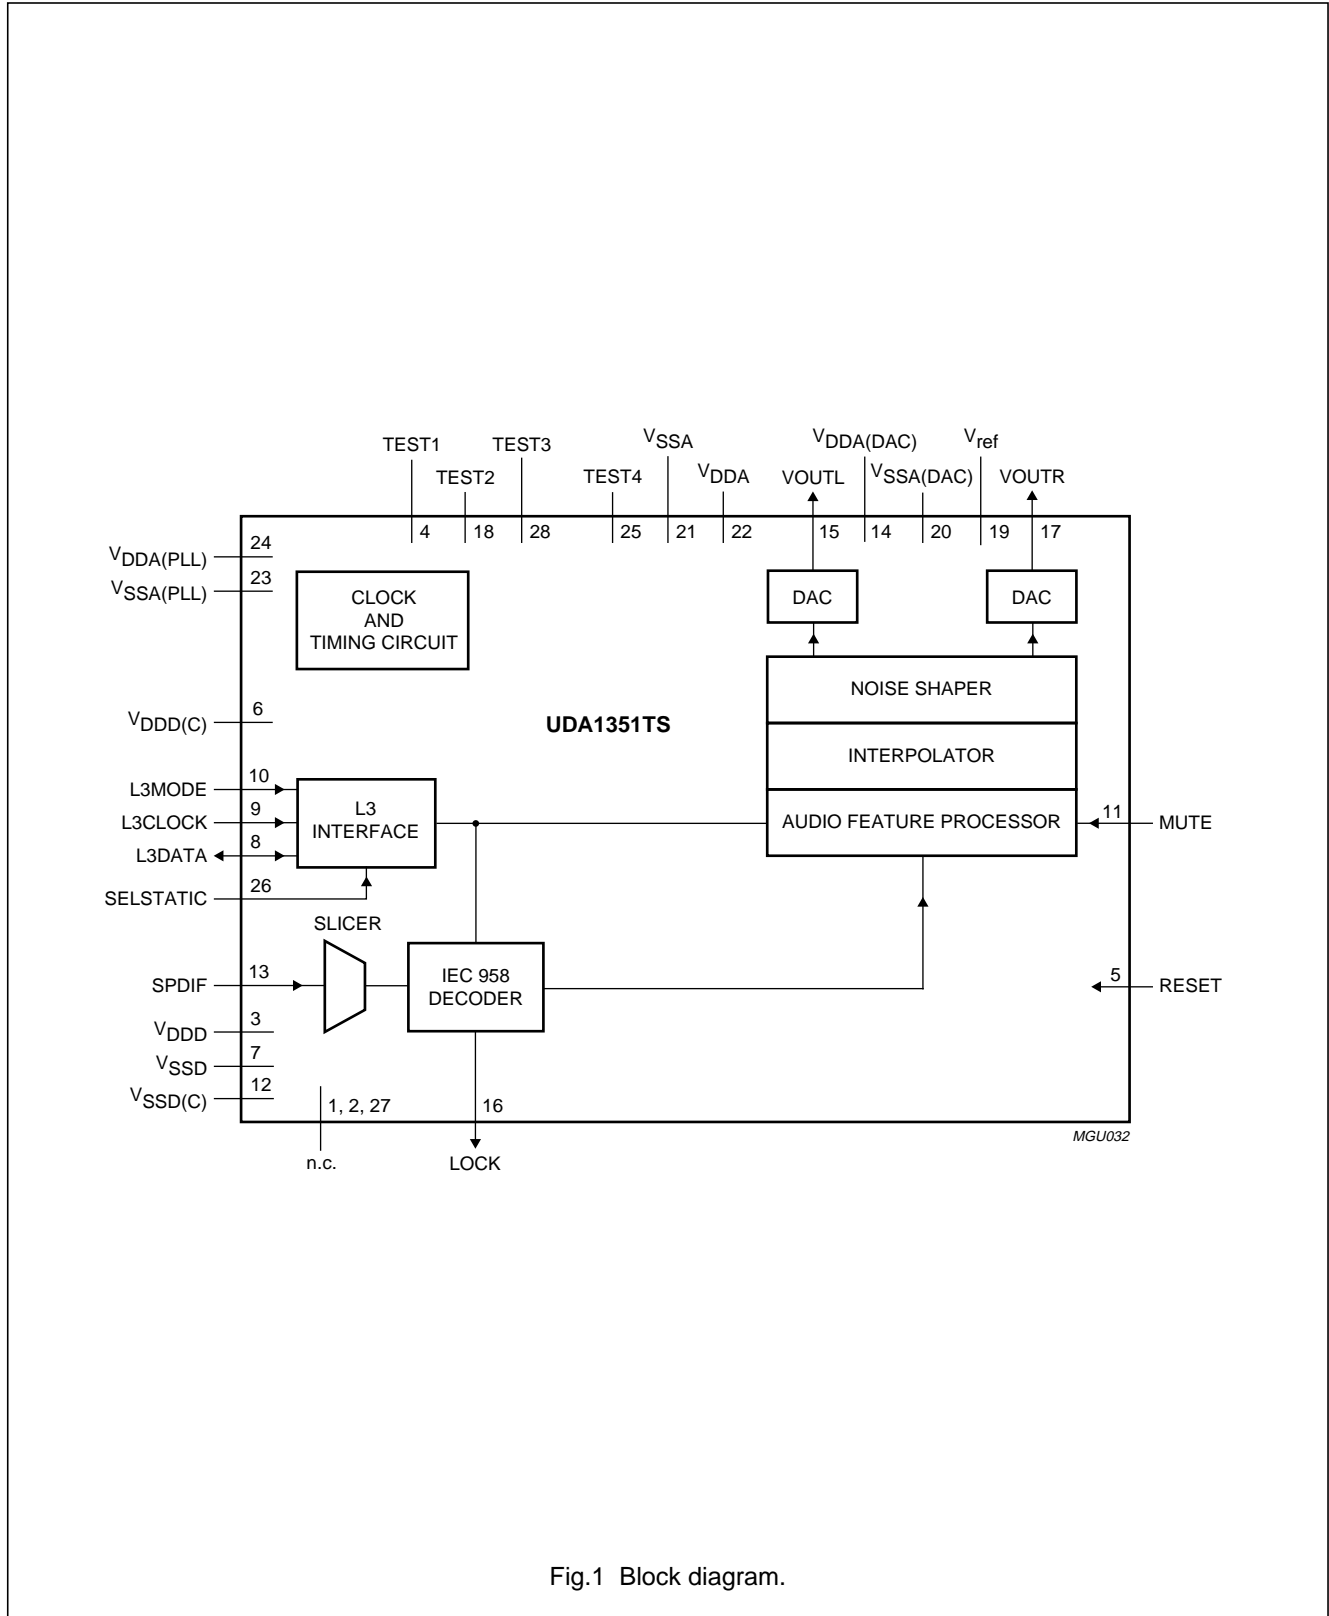 TEST1
TEST2
TEST3
TEST4
VSSA
VDDA
VOUTL
VDDA(DAC)
VSSA(DAC)
Vref
VOUTR
4
18
28
25
21
22
15
14
20
19
17
VDDA(PLL)
24
VSSA(PLL)
23
CLOCK
AND
TIMING CIRCUIT
DAC
DAC
NOISE SHAPER
VDDD(C)
6
UDA1351TS
INTERPOLATOR
L3MODE
10
L3CLOCK
9
L3DATA
8
L3
INTERFACE
AUDIO FEATURE PROCESSOR
11
MUTE
SELSTATIC
26
SLICER
SPDIF
13
IEC 958
DECODER
5
RESET
VDDD
3
VSSD
7
VSSD(C)
12
1, 2, 27
16
n.c.
LOCK
MGU032
Fig.1 Block diagram.